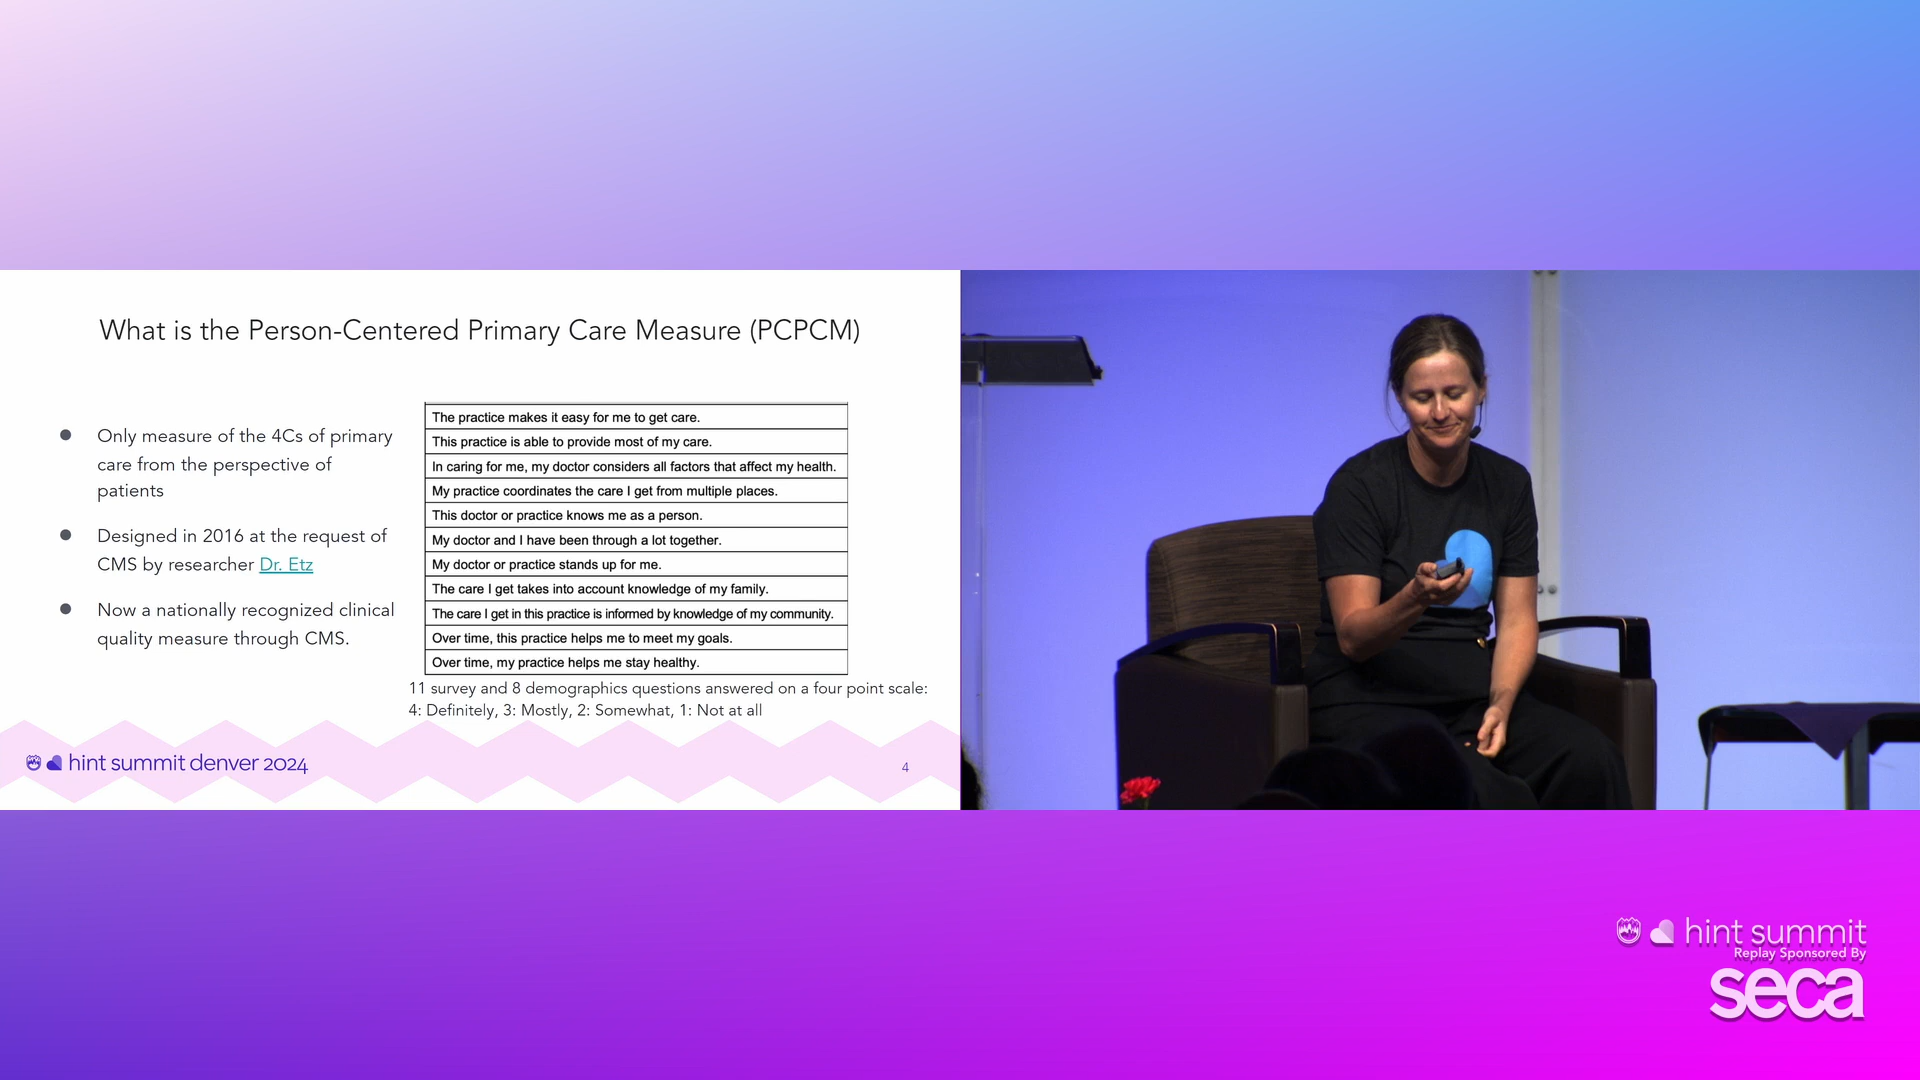 What is the Person-Centered Primary Care Measure (PCPCM)
Only measure of the 4Cs of primary
care from the perspective of
patients
Designed in 2016 at the request of
CMS by researcher Dr. Etz
Now a nationally recognized clinical
quality measure through CMS.
The practice makes it easy for me to get care.
This practice is able to provide most of my care.
In caring for me, my doctor considers all factors that affect my health.
My practice coordinates the care I get from multiple places.
This doctor or practice knows me as a person.
My doctor and I have been through a lot together.
My doctor or practice stands up for me.
The care I get takes into account knowledge of my family.
The care I get in this practice is informed by knowledge of my community.
Over time, this practice helps me to meet my goals.
Over time, my practice helps me stay healthy.
11 survey and 8 demographics questions answered on a four point scale:
4: Definitely, 3: Mostly, 2: Somewhat, 1: Not at all
hint summit denver 2024
4
hint summit
Replay Sponsored By
seca